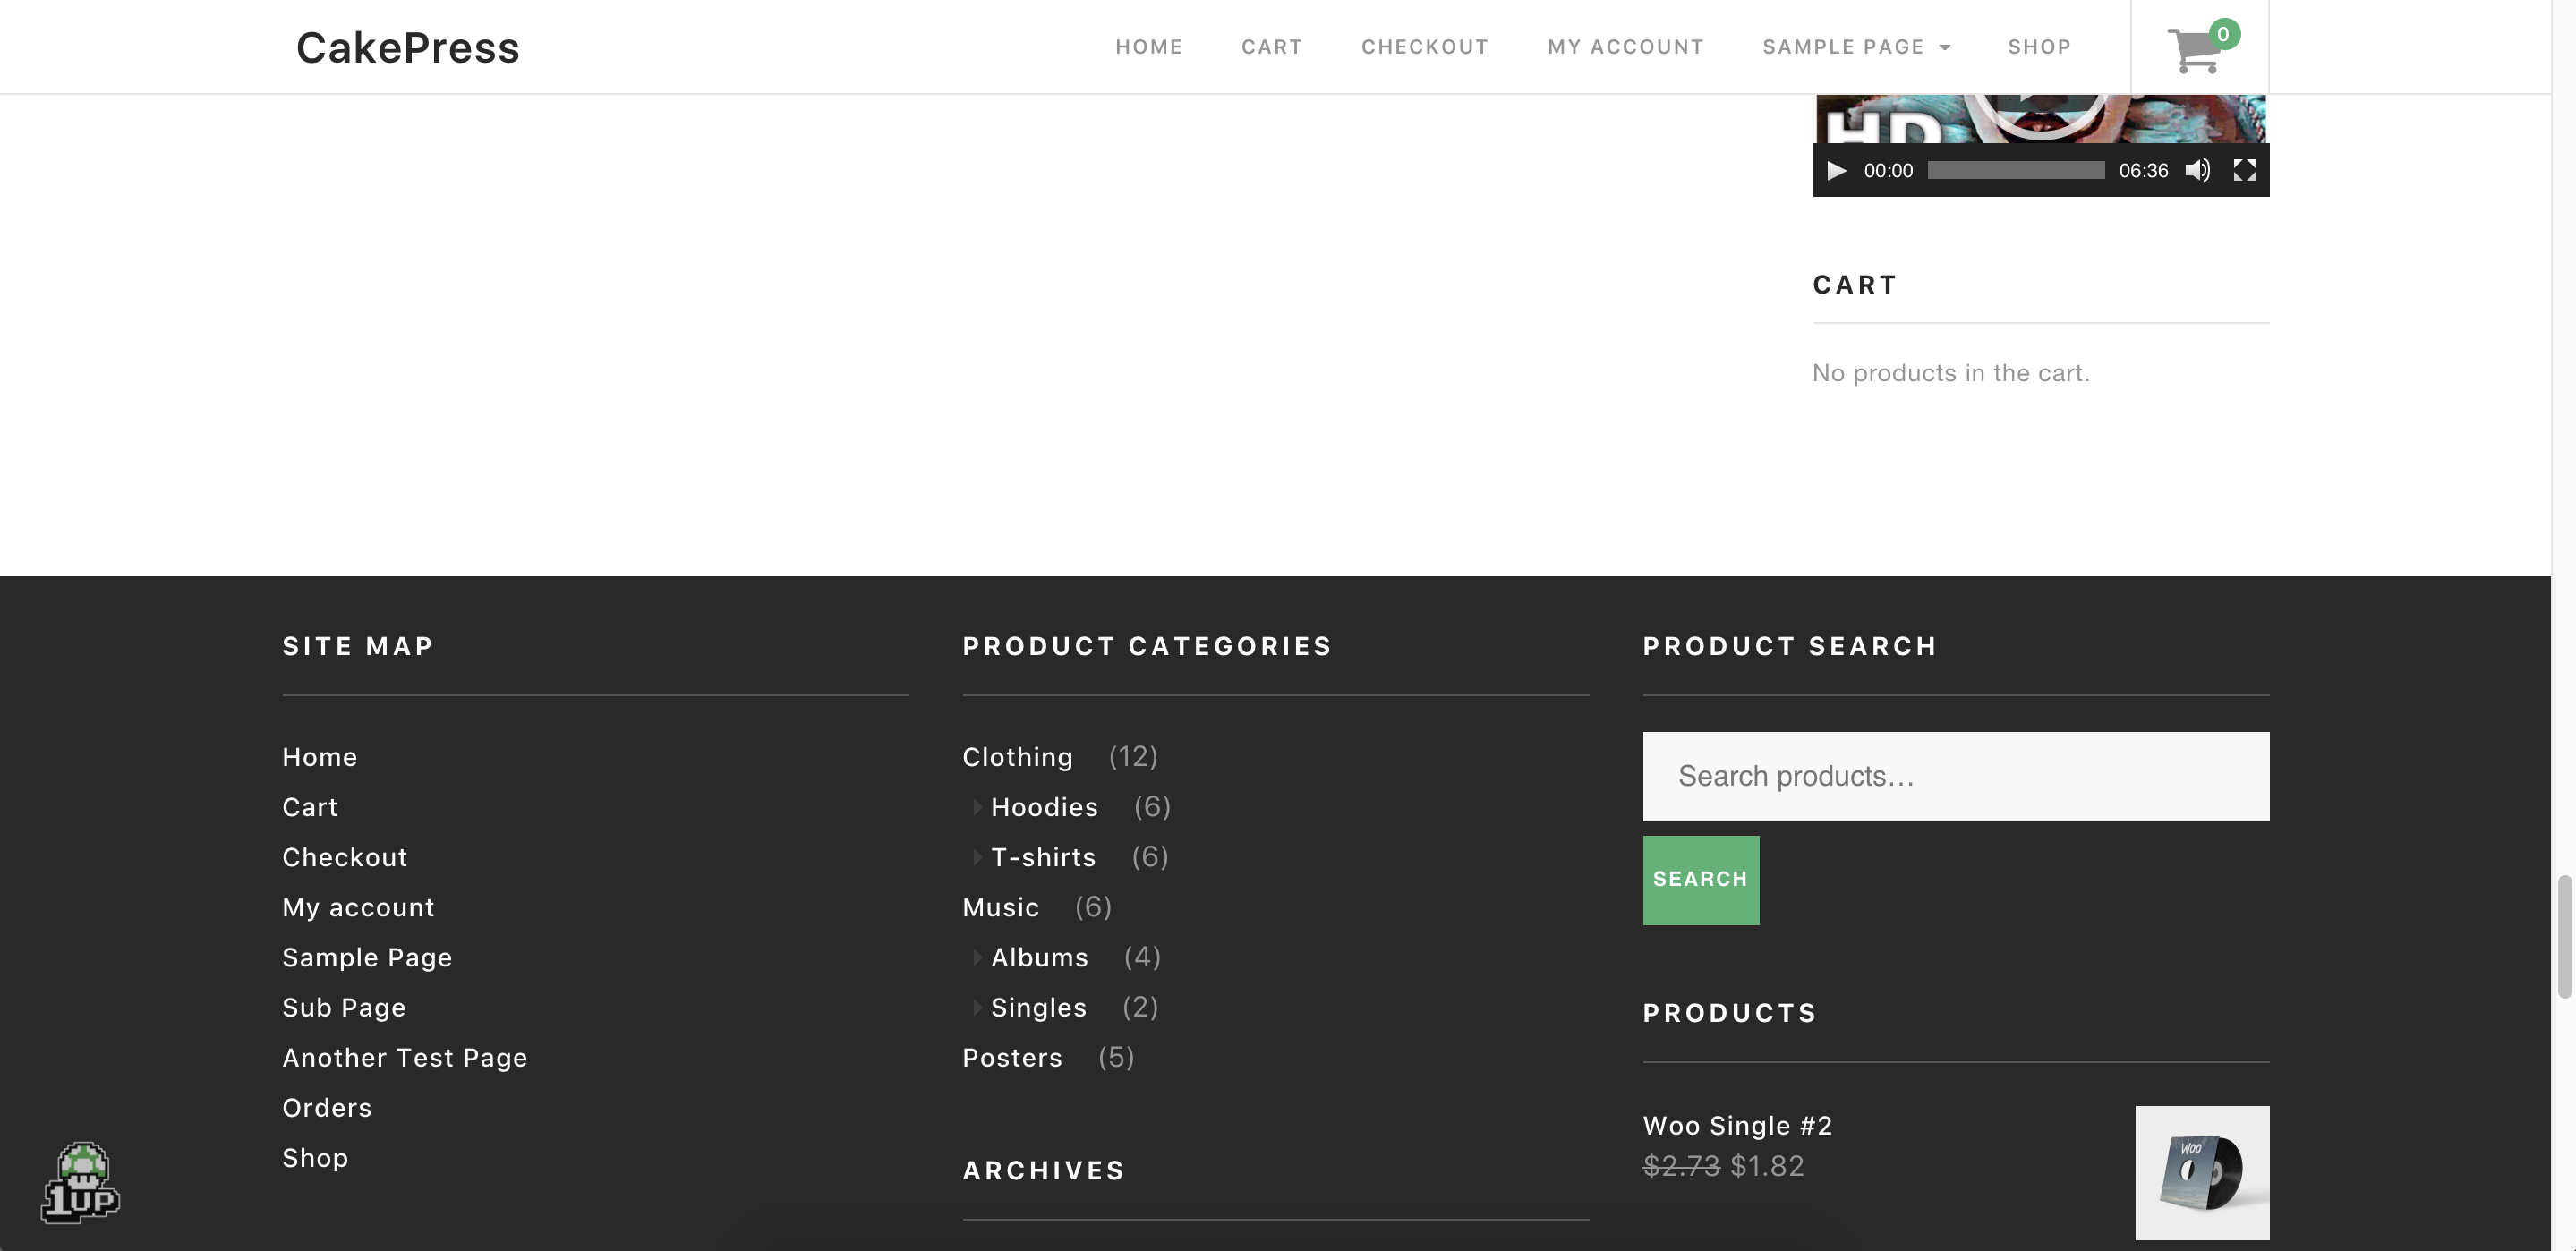 CakePress
HOME CART CHECKOUT MY ACCOUNT SAMPLE PAGE SHOP 0
HD
00:00 06:36
CART
No products in the cart.
SITE MAP
Home
Cart
Checkout
My account
Sample Page
Sub Page
Another Test Page
Orders
Shop
1UP
PRODUCT CATEGORIES
Clothing (12)
Hoodies (6)
T-shirts (6)
Music (6)
Albums (4)
Singles (2)
Posters (5)
ARCHIVES
PRODUCT SEARCH
Search products...
SEARCH
PRODUCTS
Woo Single #2
$2.73 $1.82
WOO